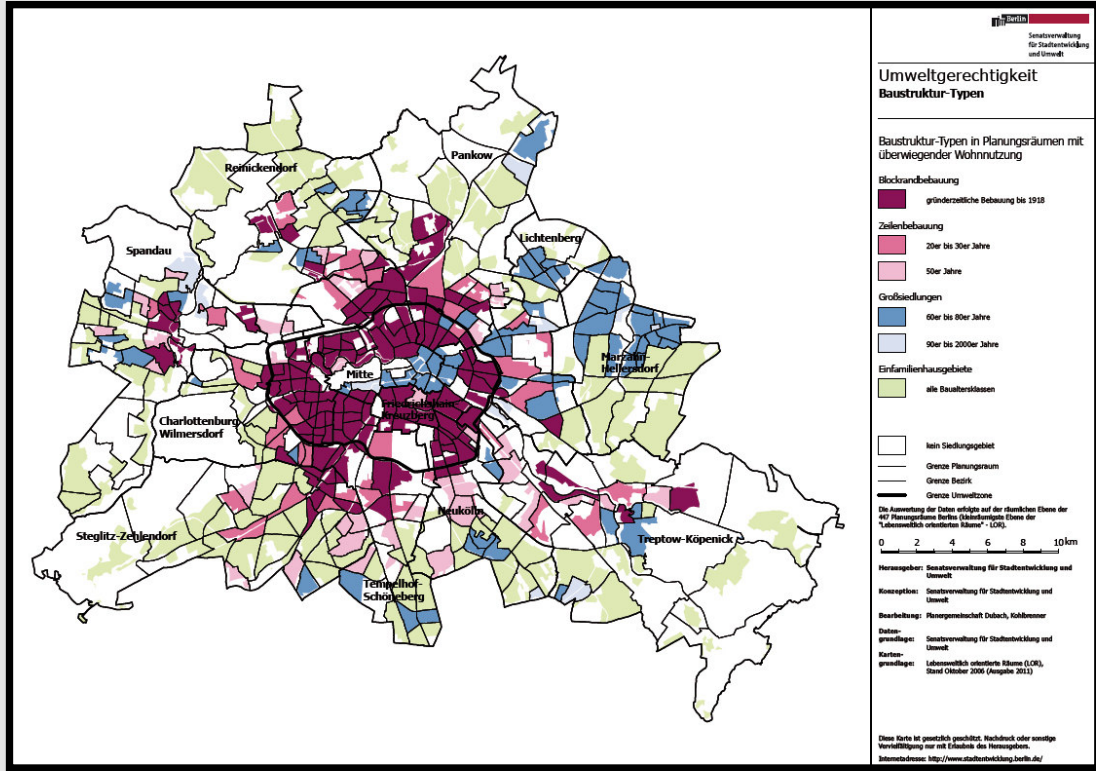 Berlin
Senatsverwaltung
für Stadtentwicklung
und Umwelt
Umweltgerechtigkeit
Baustruktur-Typen
Baustruktur-Typen in Planungsräumen mit
überwiegender Wohnnutzung
Blockrandbebauung
gründerzeitliche Bebauung bis 1918
Zeilenbebauung
20er bis 30er Jahre
50er Jahre
Großsiedlungen
60er bis 80er Jahre
90er bis 2000er Jahre
Einfamilienhausgebiete
alle Baualtersklassen
kein Siedlungsgebiet
Grenze Planungsraum
Grenze Bezirk
Grenze Umweltzone
Die Auswertung der Daten erfolgte auf der räumlichen Ebene der
447 Planungsräume Berlins (kleinräumigste Ebene der
"Lebensweltlich orientierten Räume" - LOR).
0 2 4 6 8 10 km
Herausgeber: Senatsverwaltung für Stadtentwicklung und
Umwelt
Konzeption: Senatsverwaltung für Stadtentwicklung und
Umwelt
Bearbeitung: Planergemeinschaft Dubach, Kohlbrenner
Daten-
grundlage: Senatsverwaltung für Stadtentwicklung und
Umwelt
Karten-
grundlage: Lebensweltlich orientierte Räume (LOR),
Stand Oktober 2006 (Ausgabe 2011)
Diese Karte ist gesetzlich geschützt. Nachdruck oder sonstige
Vervielfältigung nur mit Erlaubnis des Herausgebers.
Internetadresse: http://www.stadtentwicklung.berlin.de/
Pankow
Reinickendorf
Lichtenberg
Spandau
Marzahn-
Hellersdorf
Mitte
Friedrichshain-
Kreuzberg
Charlottenburg
Wilmersdorf
Neukölln
Steglitz-Zehlendorf
Treptow-Köpenick
Tempelhof-
Schöneberg